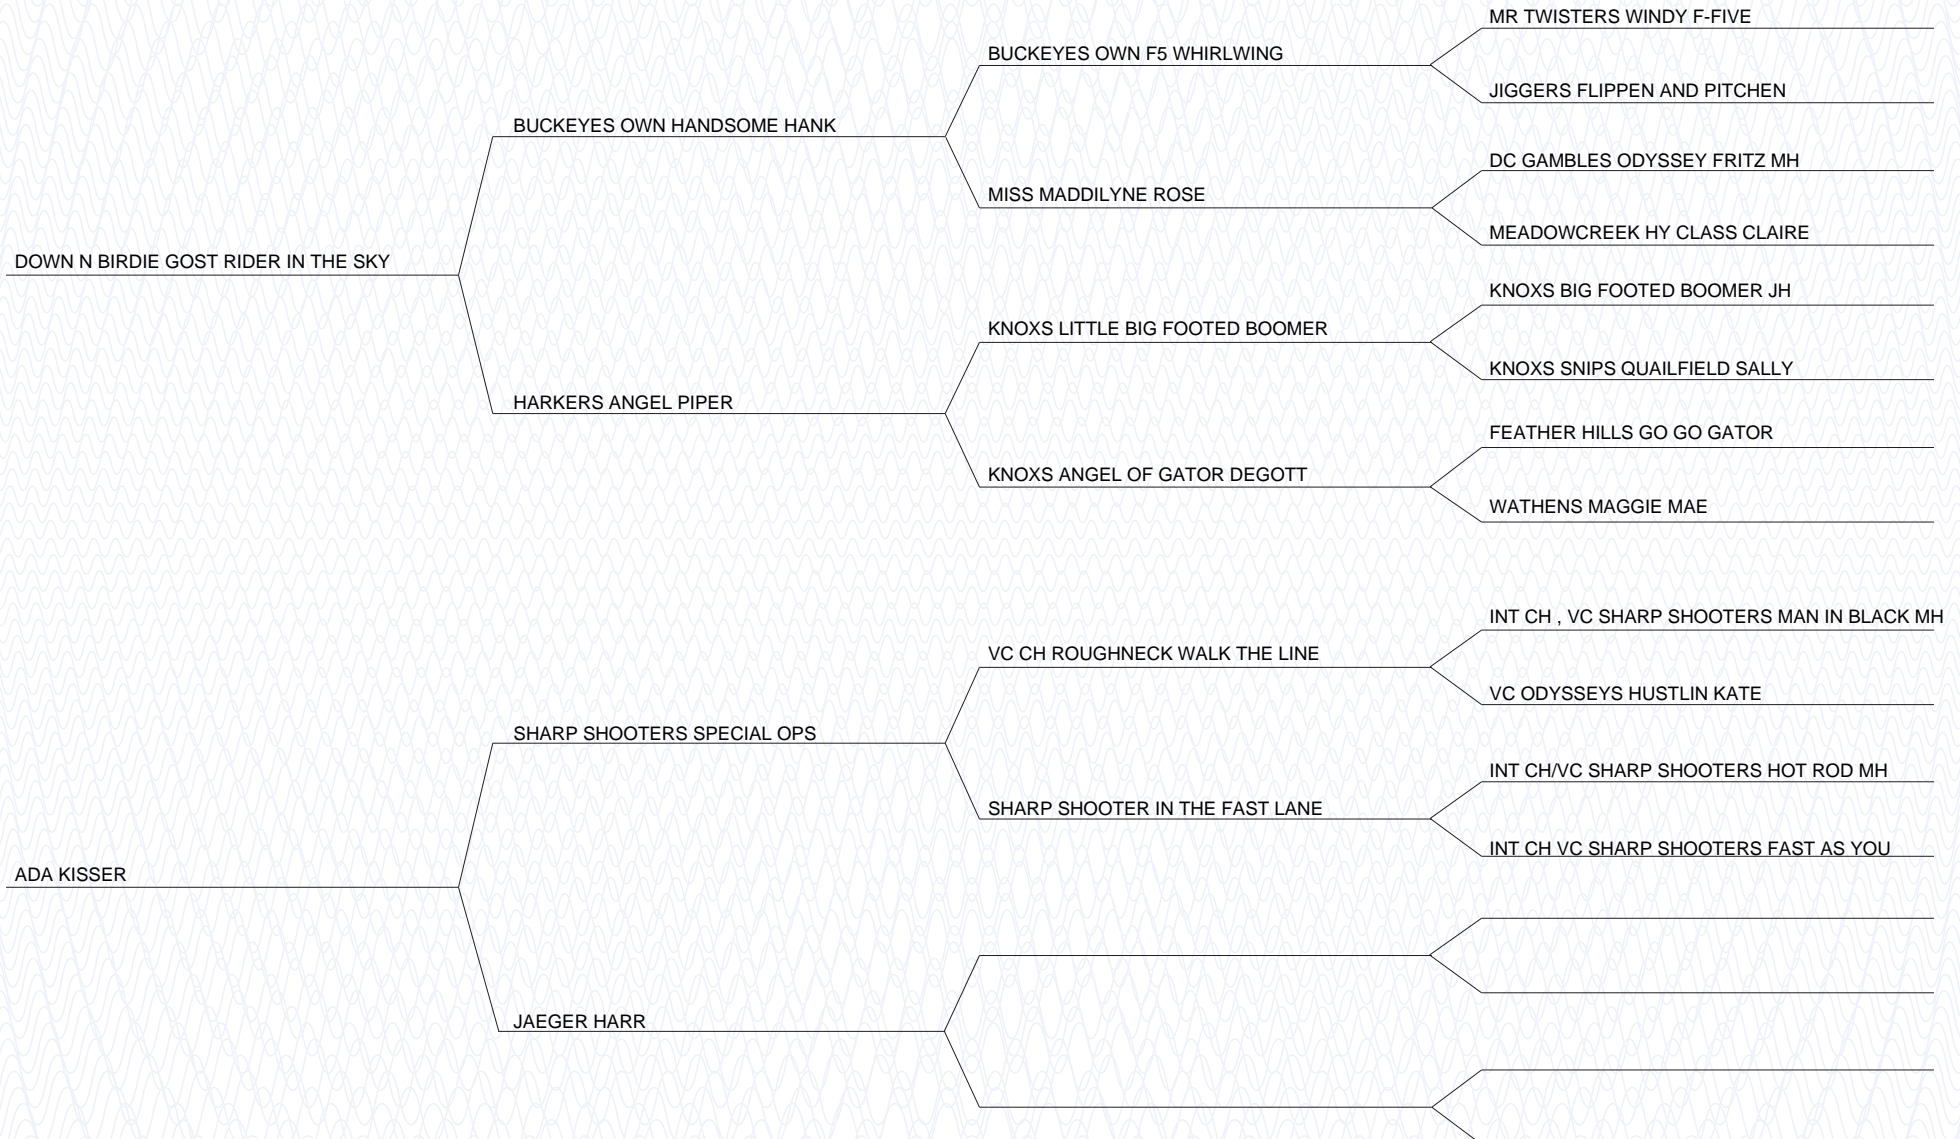 MR TWISTERS WINDY F-FIVE
BUCKEYES OWN F5 WHIRLWING
JIGGERS FLIPPEN AND PITCHEN
BUCKEYES OWN HANDSOME HANK
DC GAMBLES ODYSSEY FRITZ MH
MISS MADDILYNE ROSE
MEADOWCREEK HY CLASS CLAIRE
DOWN N BIRDIE GOST RIDER IN THE SKY
KNOXS BIG FOOTED BOOMER JH
KNOXS LITTLE BIG FOOTED BOOMER
KNOXS SNIPS QUAILFIELD SALLY
HARKERS ANGEL PIPER
FEATHER HILLS GO GO GATOR
KNOXS ANGEL OF GATOR DEGOTT
WATHENS MAGGIE MAE
INT CH , VC SHARP SHOOTERS MAN IN BLACK MH
VC CH ROUGHNECK WALK THE LINE
VC ODYSSEYS HUSTLIN KATE
SHARP SHOOTERS SPECIAL OPS
INT CH/VC SHARP SHOOTERS HOT ROD MH
SHARP SHOOTER IN THE FAST LANE
INT CH VC SHARP SHOOTERS FAST AS YOU
ADA KISSER
JAEGER HARR